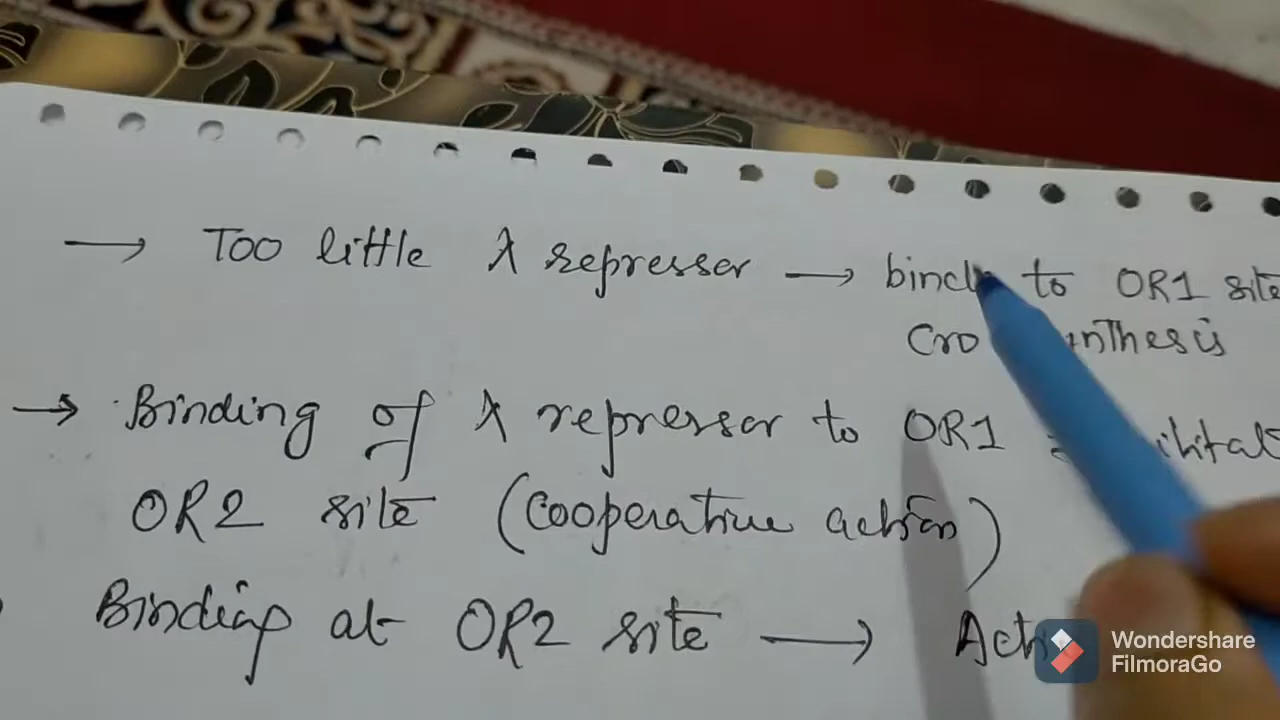 → Too little λ represser → bind to OR1 site
Cro
→ Binding of λ represser to OR1
OR2 site (Cooperative action)
Binding at OR2 site →
Wondershare
FilmoraGo